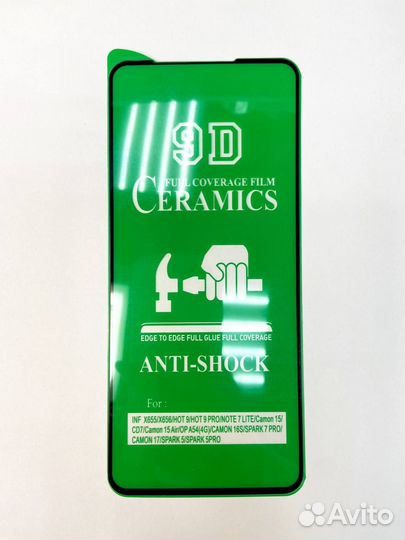 9D
FULL COVERAGE FILM
CERAMICS
EDGE TO EDGE FULL GLUE FULL COVERAGE
ANTI-SHOCK
For :
INF X655/X656/HOT 9/HOT 9 PRO/NOTE 7 LITE/Camon 15/
CD7/Camon 15 Air/OP A54(4G)/CAMON 16S/SPARK 7 PRO/
CAMON 17/SPARK 5/SPARK 5PRO
Avito